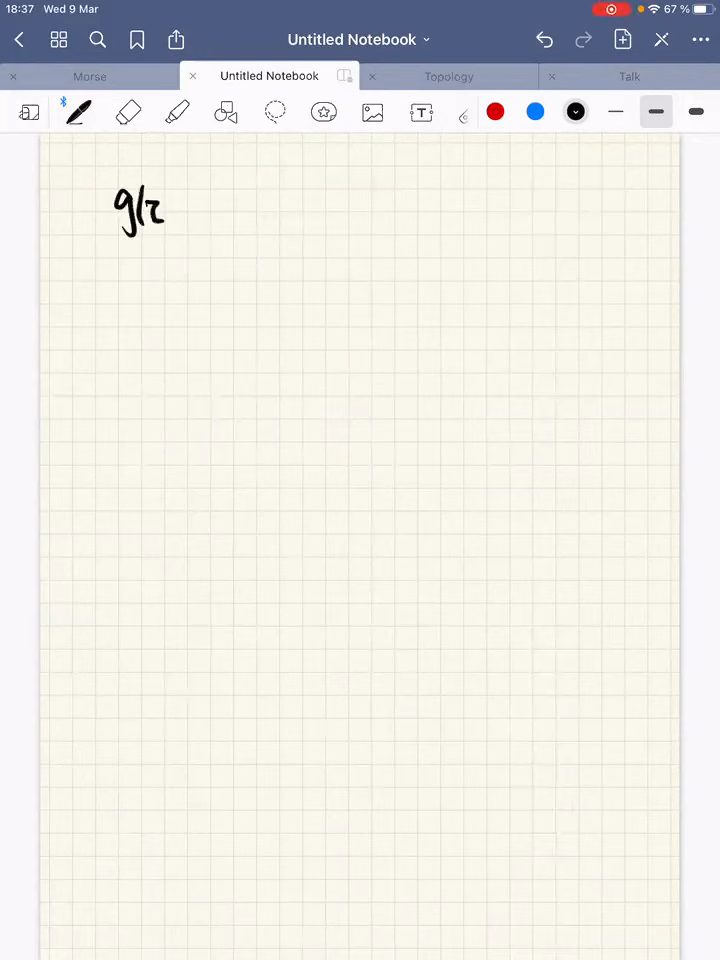 18:37 Wed 9 Mar 67 %
Untitled Notebook
Morse Untitled Notebook Topology Talk
T
g(z